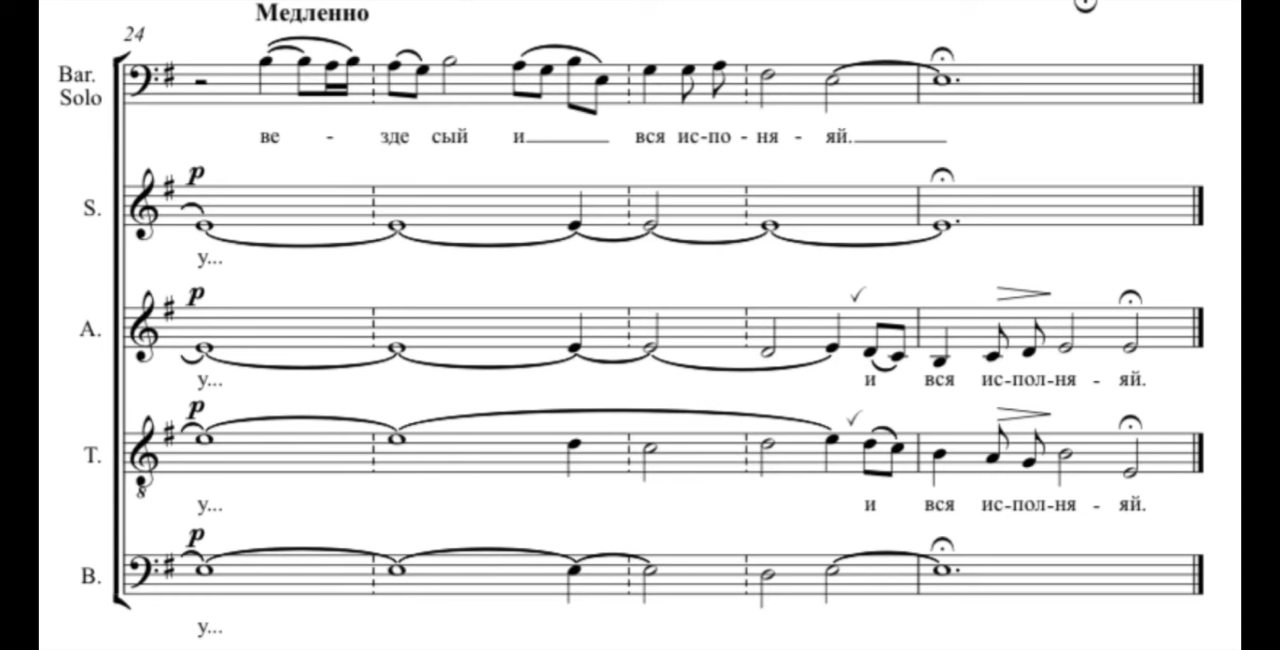 Медленно
24
Bar.
Solo
ве - зде сый и вся ис-по - ня - яй.
p
S.
у...
p
A.
у... и вся ис-пол-ня - яй.
p
T.
8
у... и вся ис-пол-ня - яй.
p
B.
у...